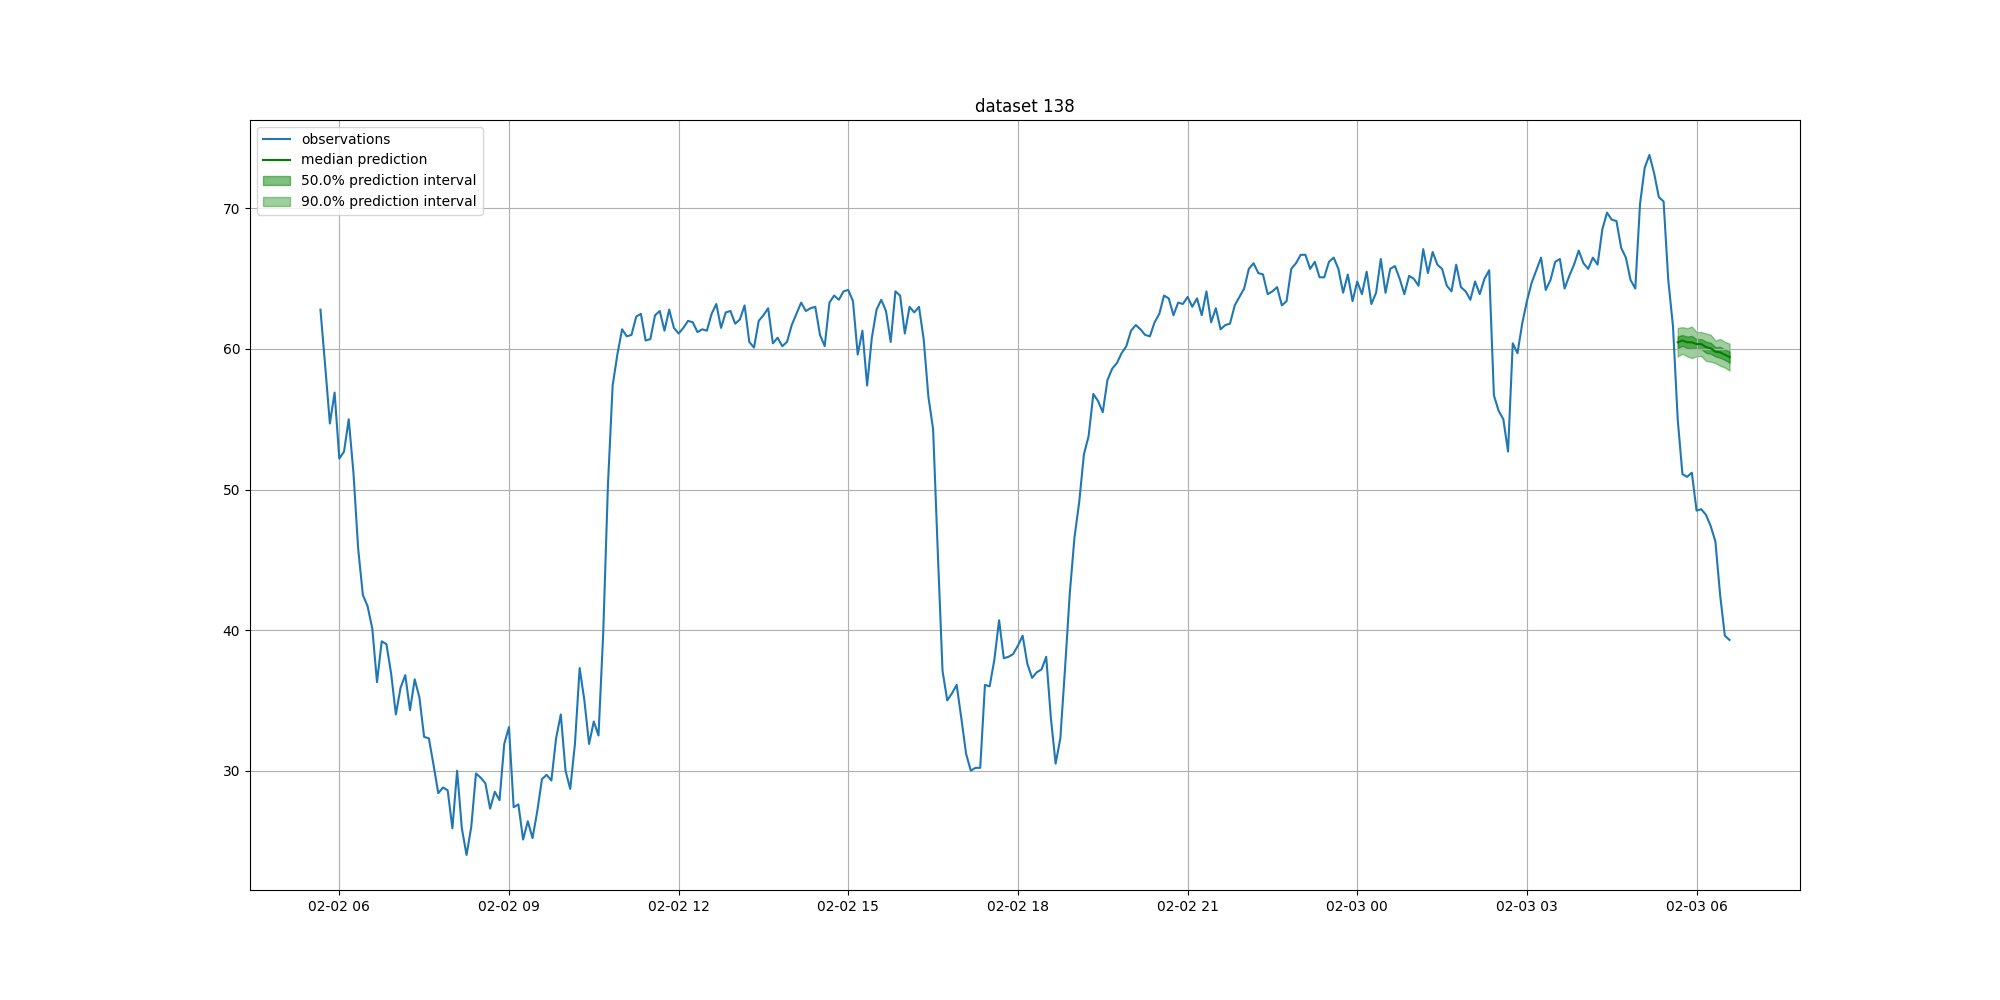 dataset 138
observations
median prediction
50.0% prediction interval
90.0% prediction interval
70
60
50
40
30
02-02 06
02-02 09
02-02 12
02-02 15
02-02 18
02-02 21
02-03 00
02-03 03
02-03 06